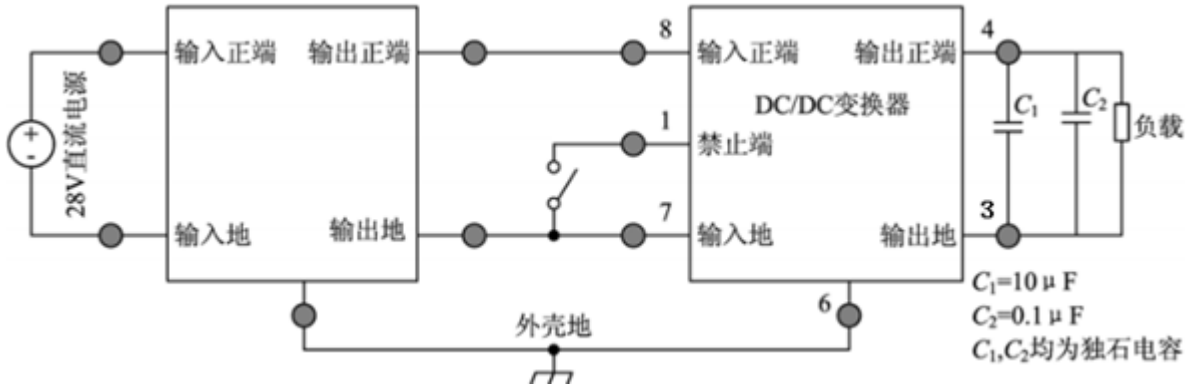 28V直流电源
+
-
输入正端
输出正端
输入地
输出地
8
输入正端
输出正端
4
DC/DC变换器
1
禁止端
7
输入地
输出地
3
6
外壳地
C₁
C₂
负载
C₁=10μF
C₂=0.1μF
C₁,C₂均为独石电容